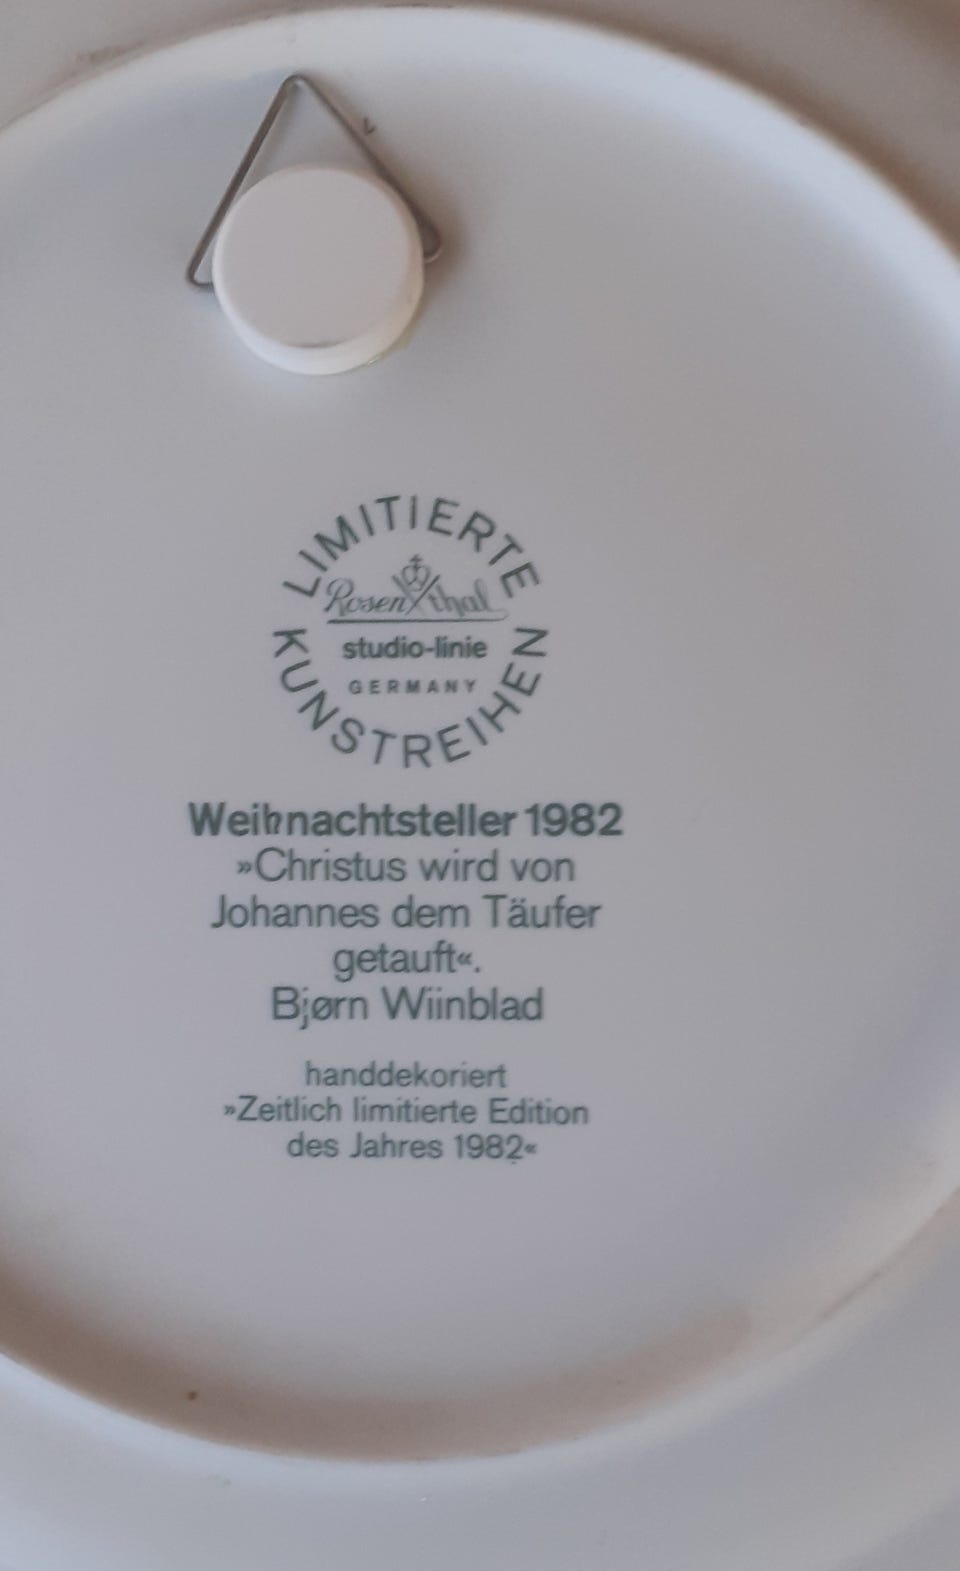 LIMITIERTE
Rosenthal
studio-linie
GERMANY
KUNSTREIHEN
Weihnachtsteller 1982
»Christus wird von
Johannes dem Täufer
getauft«.
Bjørn Wiinblad
handdekoriert
»Zeitlich limitierte Edition
des Jahres 1982«